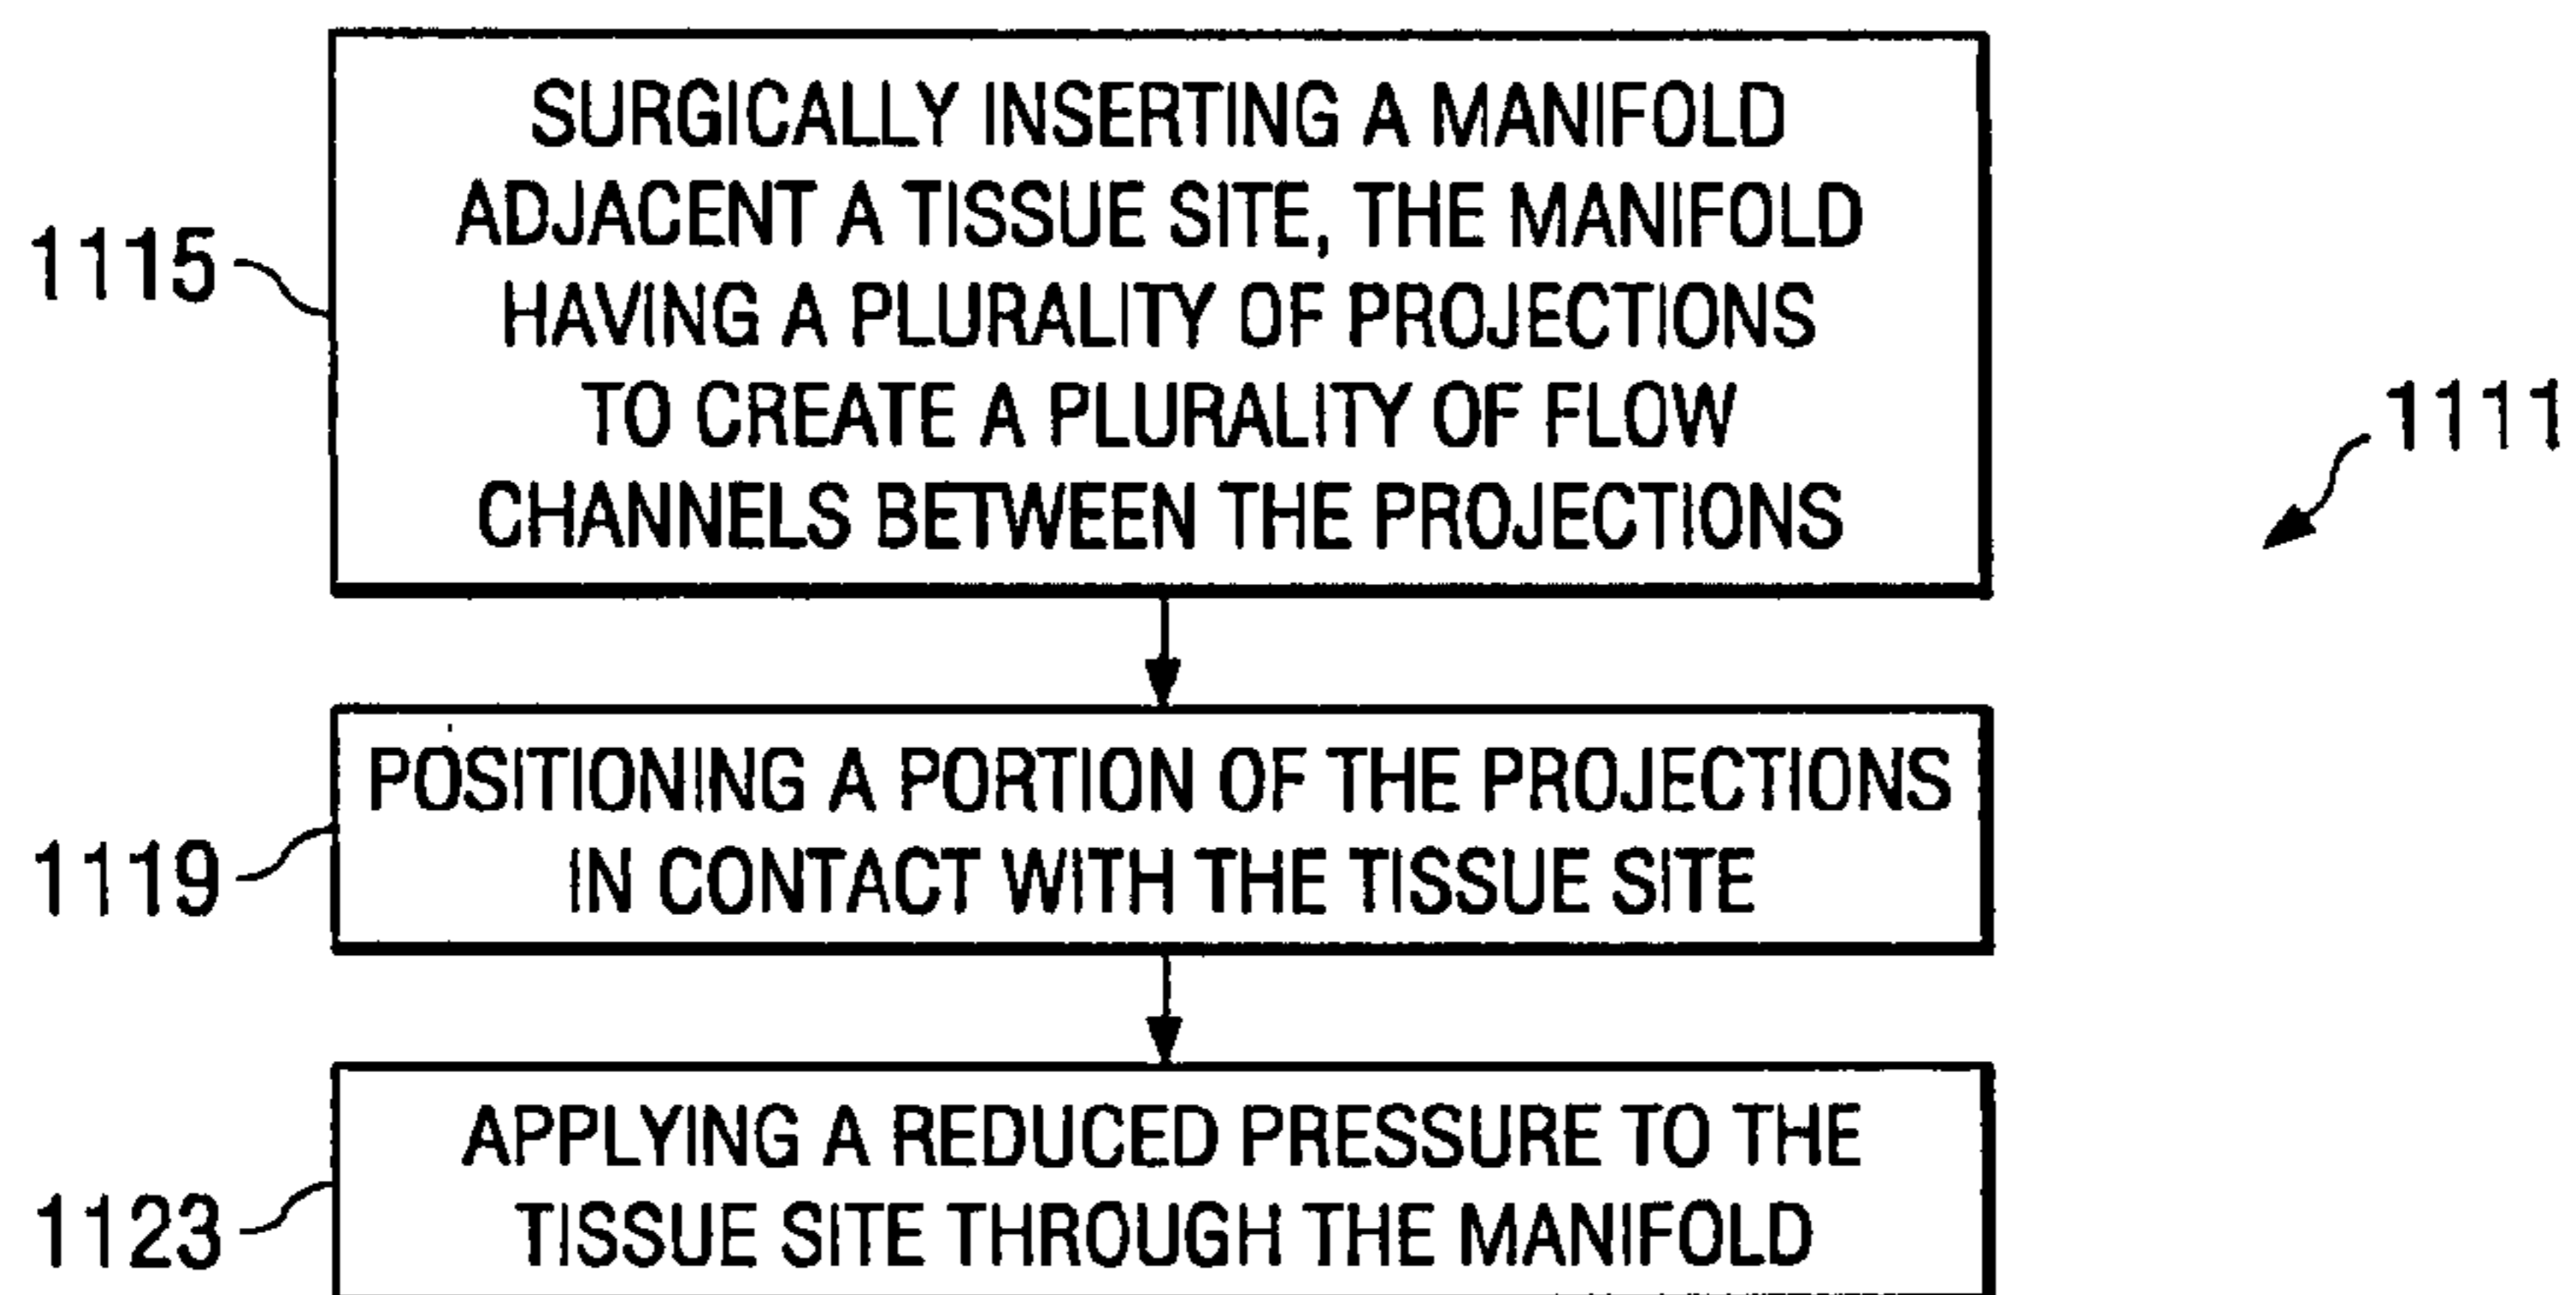 SURGICALLY INSERTING A MANIFOLD
ADJACENT A TISSUE SITE, THE MANIFOLD
HAVING A PLURALITY OF PROJECTIONS
TO CREATE A PLURALITY OF FLOW
CHANNELS BETWEEN THE PROJECTIONS
1115
1111
POSITIONING A PORTION OF THE PROJECTIONS
IN CONTACT WITH THE TISSUE SITE
1119
APPLYING A REDUCED PRESSURE TO THE
TISSUE SITE THROUGH THE MANIFOLD
1123